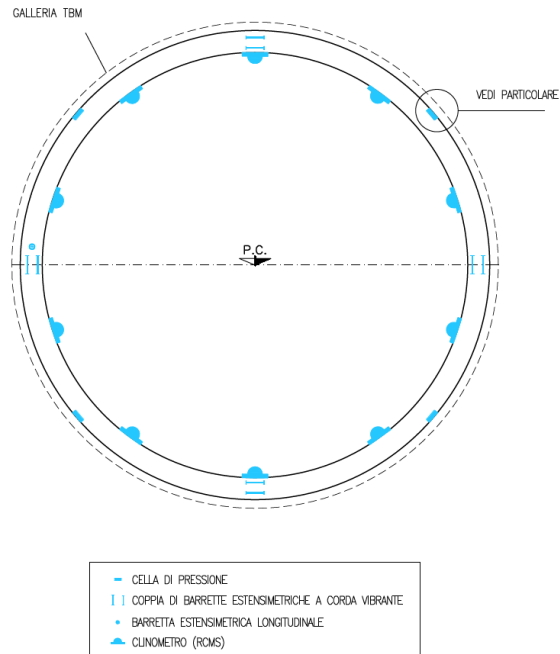 GALLERIA TBM
VEDI PARTICOLARE
P.C.
CELLA DI PRESSIONE
COPPIA DI BARRETTE ESTENSIMETRICHE A CORDA VIBRANTE
BARRETTA ESTENSIMETRICA LONGITUDINALE
CLINOMETRO (RCMS)